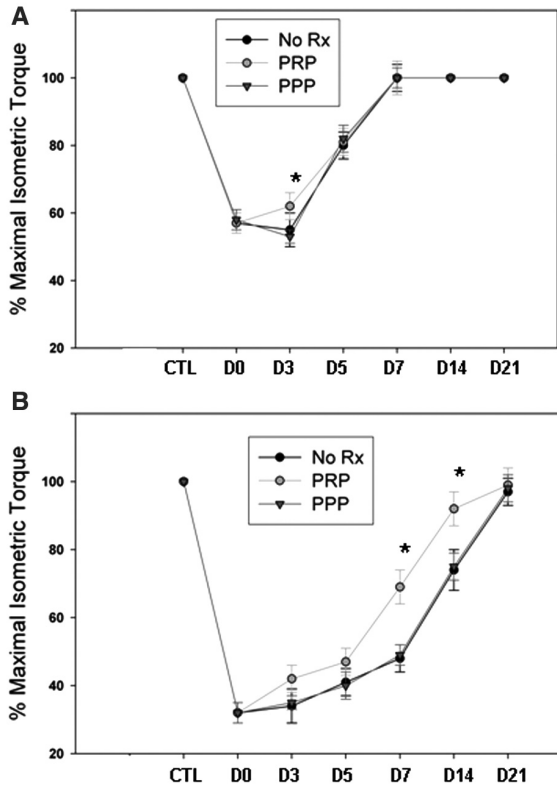 A
% Maximal Isometric Torque
100
80
60
40
20
No Rx
PRP
PPP
*
CTL D0 D3 D5 D7 D14 D21
B
% Maximal Isometric Torque
100
80
60
40
20
No Rx
PRP
PPP
*
*
CTL D0 D3 D5 D7 D14 D21